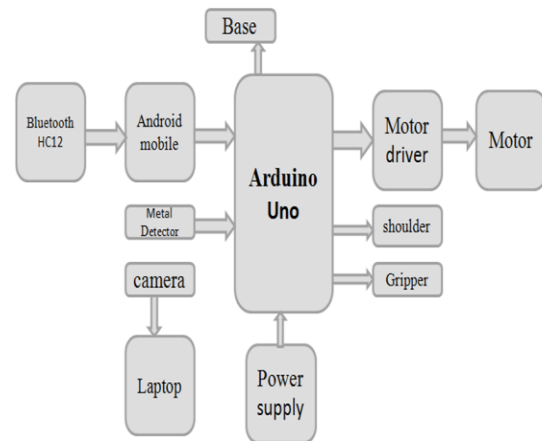 Base
Bluetooth
HC12
Android
mobile
Arduino
Uno
Motor
driver
Motor
Metal
Detector
shoulder
camera
Gripper
Laptop
Power
supply